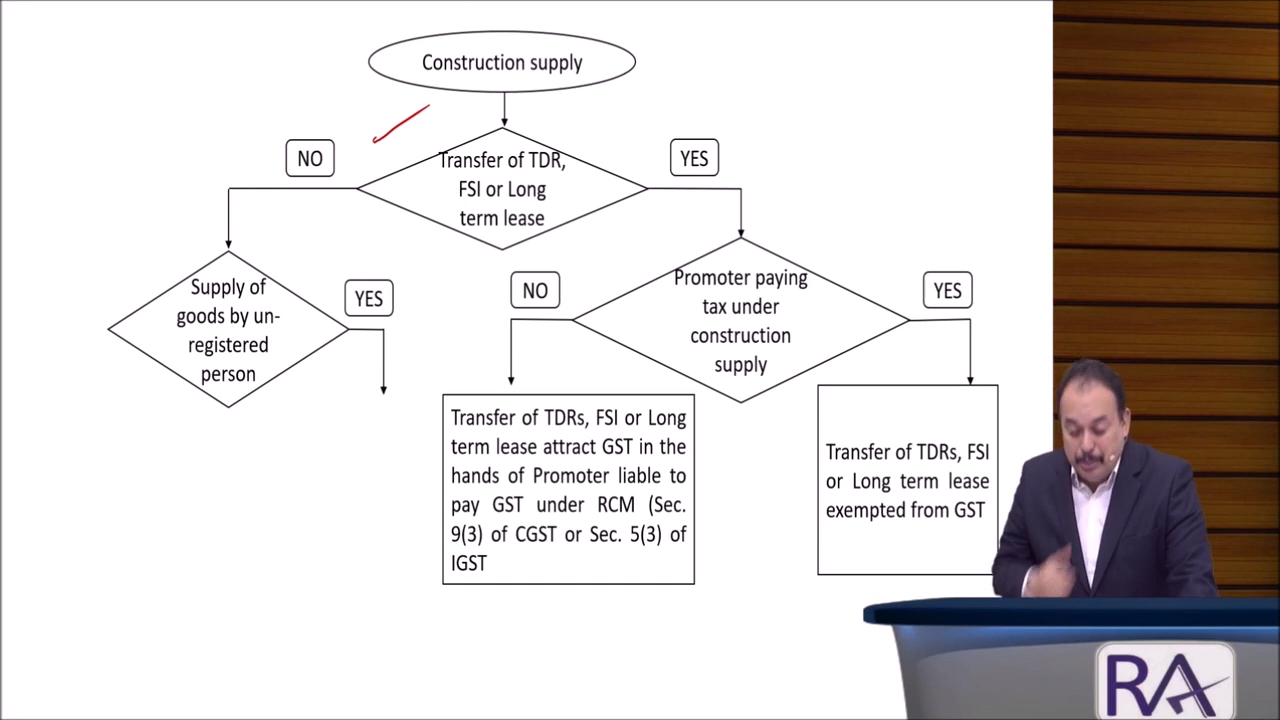 Construction supply
NO
Transfer of TDR,
FSI or Long
term lease
YES
Supply of
goods by un-
registered
person
YES
NO
Promoter paying
tax under
construction
supply
YES
Transfer of TDRs, FSI or Long
term lease attract GST in the
hands of Promoter liable to
pay GST under RCM (Sec.
9(3) of CGST or Sec. 5(3) of
IGST
Transfer of TDRs, FSI
or Long term lease
exempted from GST
RA